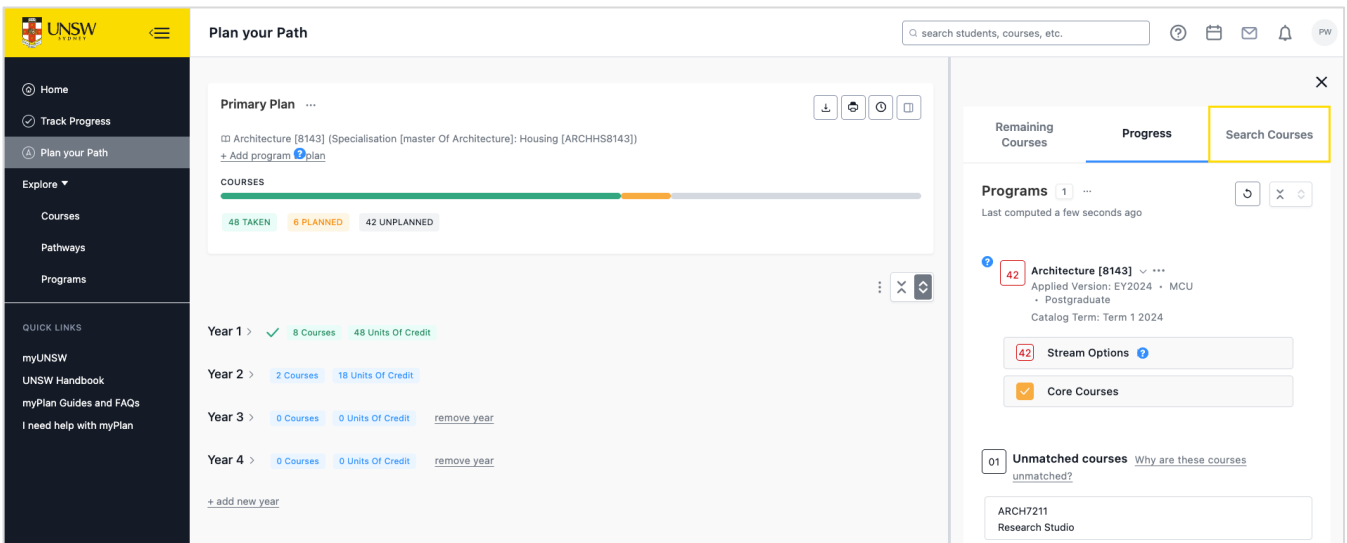 UNSW
SYDNEY
Plan your Path
search students, courses, etc.
PW
Home
Track Progress
Plan your Path
Explore
Courses
Pathways
Programs
QUICK LINKS
myUNSW
UNSW Handbook
myPlan Guides and FAQs
I need help with myPlan
Primary Plan ...
Architecture [8143] (Specialisation [master Of Architecture]: Housing [ARCHHS8143])
+ Add program ? plan
COURSES
48 TAKEN 6 PLANNED 42 UNPLANNED
Year 1 > 8 Courses 48 Units Of Credit
Year 2 > 2 Courses 18 Units Of Credit
Year 3 > 0 Courses 0 Units Of Credit remove year
Year 4 > 0 Courses 0 Units Of Credit remove year
+ add new year
Remaining
Courses
Progress
Search Courses
Programs 1 ...
Last computed a few seconds ago
?
42 Architecture [8143] ...
Applied Version: EY2024 • MCU
• Postgraduate
Catalog Term: Term 1 2024
42 Stream Options ?
Core Courses
01 Unmatched courses Why are these courses
unmatched?
ARCH7211
Research Studio